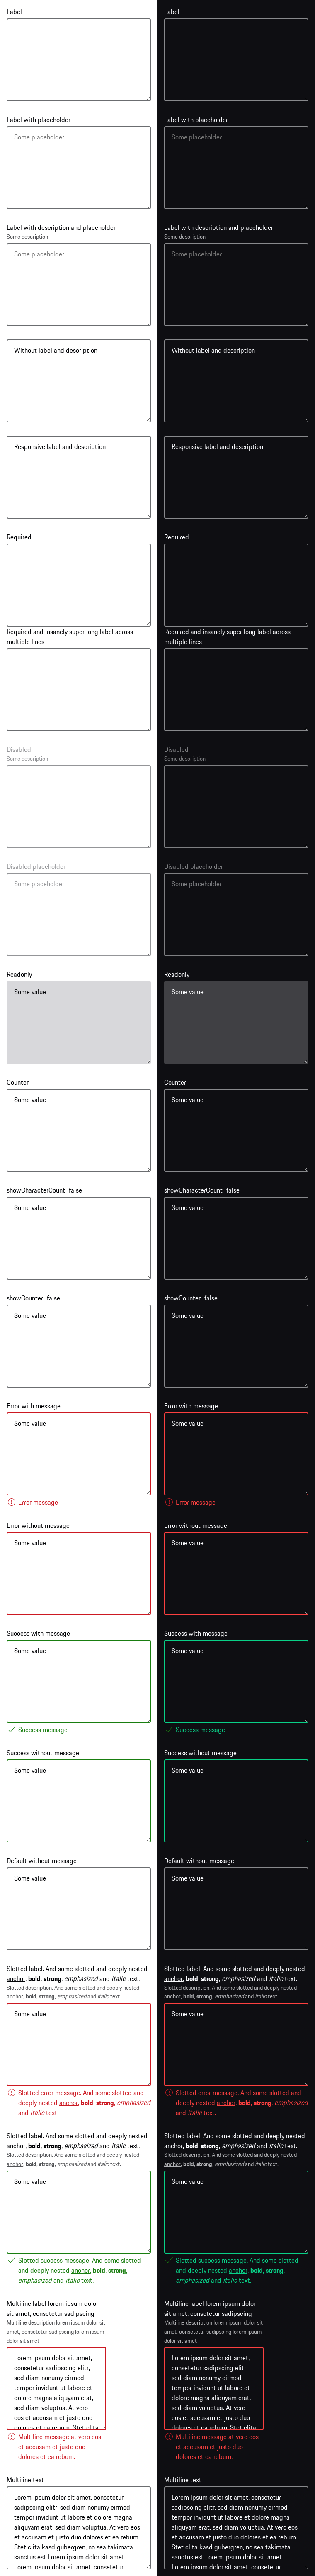 Label
Label with placeholder
Some placeholder
Label with description and placeholder
Some description
Some placeholder
Without label and description
Responsive label and description
Required
Required and insanely super long label across
multiple lines
Disabled
Some description
Disabled placeholder
Some placeholder
Readonly
Some value
Counter
Some value
showCharacterCount=false
Some value
showCounter=false
Some value
Error with message
Some value
Error message
Error without message
Some value
Success with message
Some value
Success message
Success without message
Some value
Default without message
Some value
Slotted label. And some slotted and deeply nested
anchor, bold, strong, emphasized and italic text.
Slotted description. And some slotted and deeply nested
anchor, bold, strong, emphasized and italic text.
Some value
Slotted error message. And some slotted and
deeply nested anchor, bold, strong, emphasized
and italic text.
Slotted label. And some slotted and deeply nested
anchor, bold, strong, emphasized and italic text.
Slotted description. And some slotted and deeply nested
anchor, bold, strong, emphasized and italic text.
Some value
Slotted success message. And some slotted
and deeply nested anchor, bold, strong,
emphasized and italic text.
Multiline label lorem ipsum dolor
sit amet, consetetur sadipscing
Multiline description lorem ipsum dolor sit
amet, consetetur sadipscing lorem ipsum
dolor sit amet
Lorem ipsum dolor sit amet,
consetetur sadipscing elitr,
sed diam nonumy eirmod
tempor invidunt ut labore et
dolore magna aliquyam erat,
sed diam voluptua. At vero
eos et accusam et justo duo
dolores et ea rebum. Stet clita
Multiline message at vero eos
et accusam et justo duo
dolores et ea rebum.
Multiline text
Lorem ipsum dolor sit amet, consetetur
sadipscing elitr, sed diam nonumy eirmod
tempor invidunt ut labore et dolore magna
aliquyam erat, sed diam voluptua. At vero eos
et accusam et justo duo dolores et ea rebum.
Stet clita kasd gubergren, no sea takimata
sanctus est Lorem ipsum dolor sit amet.
Lorem ipsum dolor sit amet, consetetur
Label
Label with placeholder
Some placeholder
Label with description and placeholder
Some description
Some placeholder
Without label and description
Responsive label and description
Required
Required and insanely super long label across
multiple lines
Disabled
Some description
Disabled placeholder
Some placeholder
Readonly
Some value
Counter
Some value
showCharacterCount=false
Some value
showCounter=false
Some value
Error with message
Some value
Error message
Error without message
Some value
Success with message
Some value
Success message
Success without message
Some value
Default without message
Some value
Slotted label. And some slotted and deeply nested
anchor, bold, strong, emphasized and italic text.
Slotted description. And some slotted and deeply nested
anchor, bold, strong, emphasized and italic text.
Some value
Slotted error message. And some slotted and
deeply nested anchor, bold, strong, emphasized
and italic text.
Slotted label. And some slotted and deeply nested
anchor, bold, strong, emphasized and italic text.
Slotted description. And some slotted and deeply nested
anchor, bold, strong, emphasized and italic text.
Some value
Slotted success message. And some slotted
and deeply nested anchor, bold, strong,
emphasized and italic text.
Multiline label lorem ipsum dolor
sit amet, consetetur sadipscing
Multiline description lorem ipsum dolor sit
amet, consetetur sadipscing lorem ipsum
dolor sit amet
Lorem ipsum dolor sit amet,
consetetur sadipscing elitr,
sed diam nonumy eirmod
tempor invidunt ut labore et
dolore magna aliquyam erat,
sed diam voluptua. At vero
eos et accusam et justo duo
dolores et ea rebum. Stet clita
Multiline message at vero eos
et accusam et justo duo
dolores et ea rebum.
Multiline text
Lorem ipsum dolor sit amet, consetetur
sadipscing elitr, sed diam nonumy eirmod
tempor invidunt ut labore et dolore magna
aliquyam erat, sed diam voluptua. At vero eos
et accusam et justo duo dolores et ea rebum.
Stet clita kasd gubergren, no sea takimata
sanctus est Lorem ipsum dolor sit amet.
Lorem ipsum dolor sit amet, consetetur